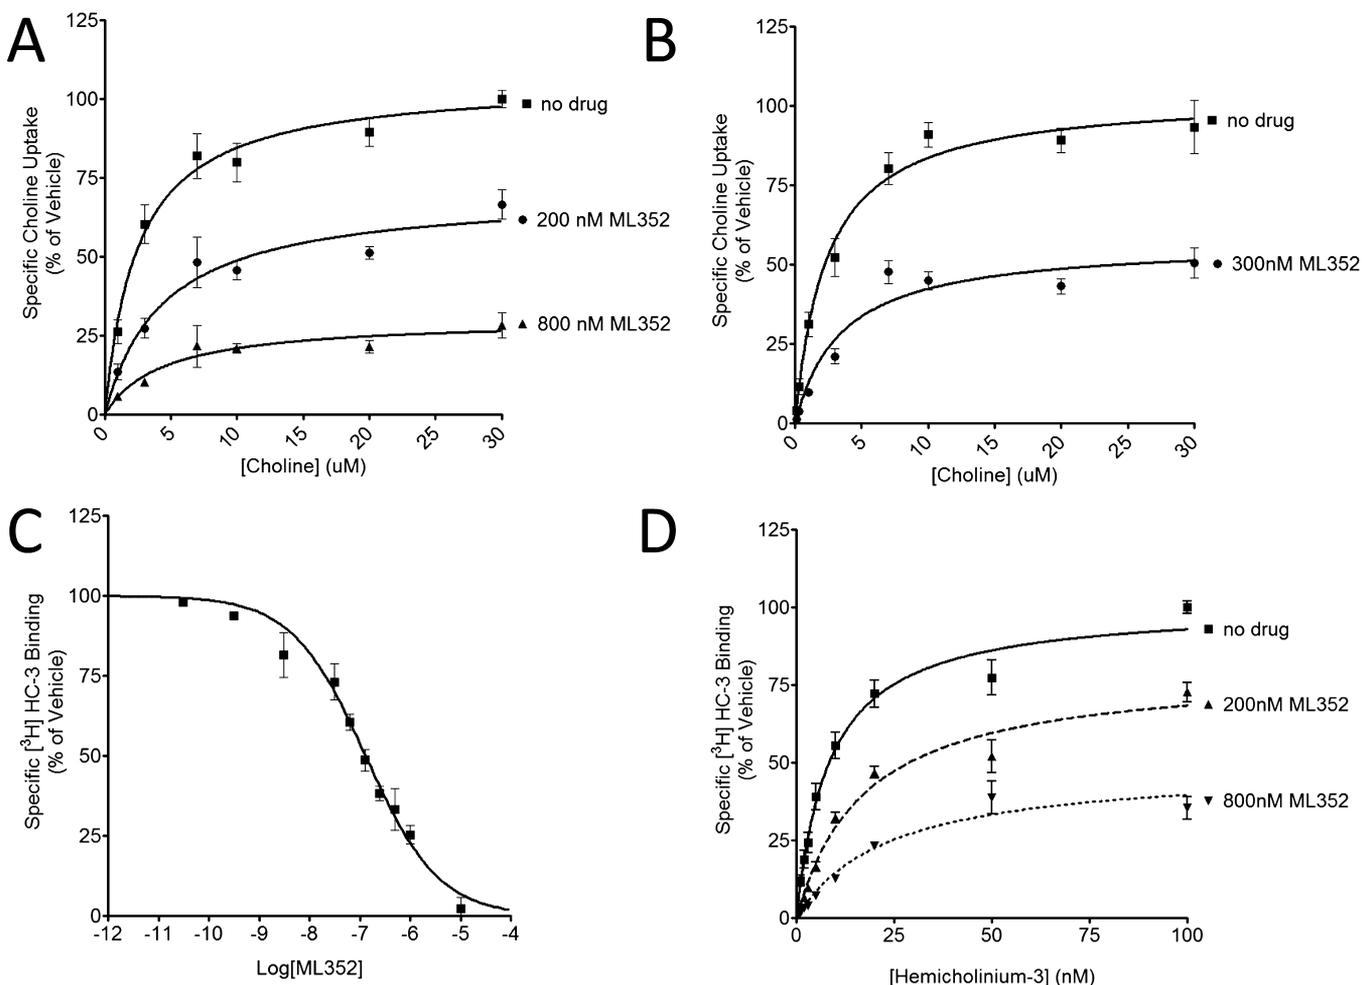 A
125
100
75
50
25
0
Specific Choline Uptake
(% of Vehicle)
no drug
200 nM ML352
800 nM ML352
0 5 10 15 20 25 30
[Choline] (uM)
B
125
100
75
50
25
0
Specific Choline Uptake
(% of Vehicle)
no drug
300nM ML352
0 5 10 15 20 25 30
[Choline] (uM)
C
125
100
75
50
25
0
Specific [³H] HC-3 Binding
(% of Vehicle)
-12 -11 -10 -9 -8 -7 -6 -5 -4
Log[ML352]
D
125
100
75
50
25
0
Specific [³H] HC-3 Binding
(% of Vehicle)
no drug
200nM ML352
800nM ML352
0 25 50 75 100
[Hemicholinium-3] (nM)